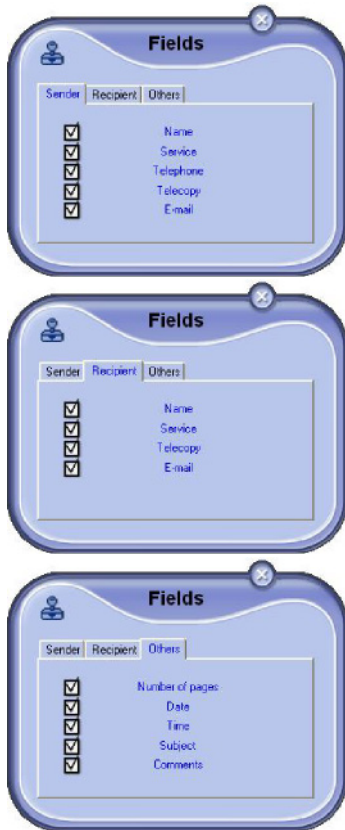 Fields
Sender Recipient Others
Name
Service
Telephone
Telecopy
E-mail
Fields
Sender Recipient Others
Name
Service
Telecopy
E-mail
Fields
Sender Recipient Others
Number of pages
Date
Time
Subject
Comments